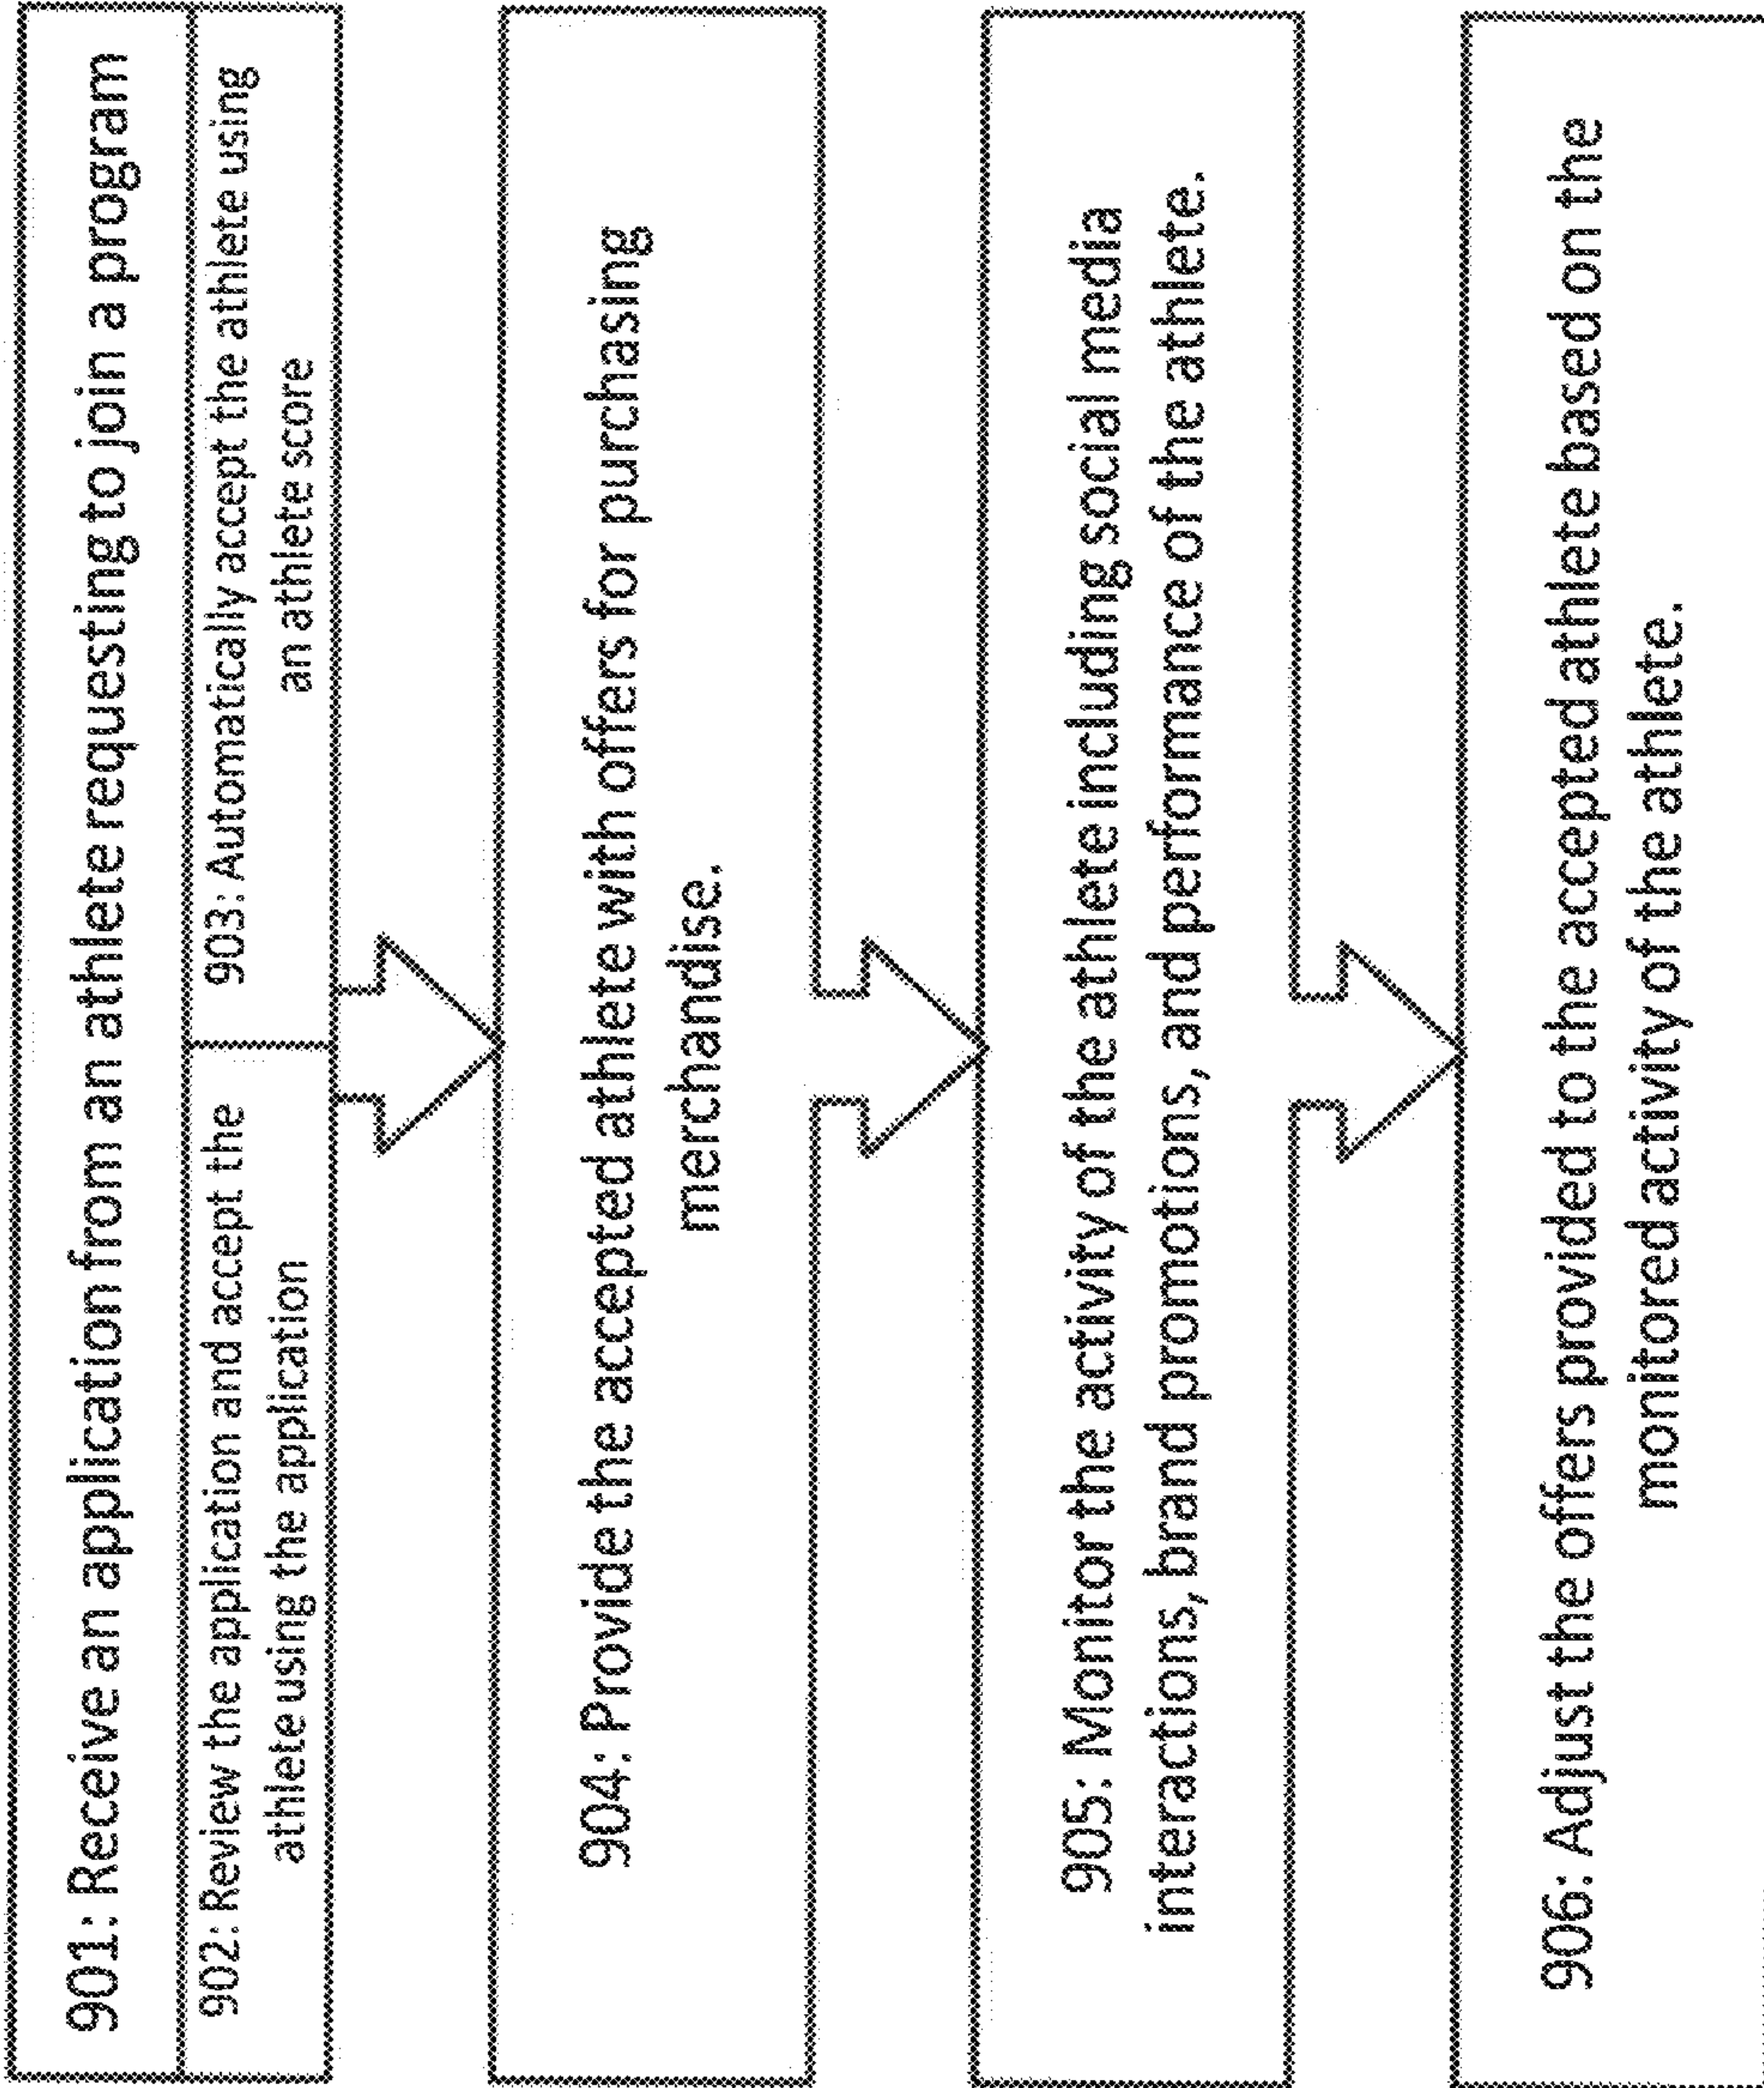 901: Receive an application from an athlete requesting to join a program
902: Review the application and accept the
athlete using the application
903: Automatically accept the athlete using
an athlete score
904: Provide the accepted athlete with offers for purchasing
merchandise.
905: Monitor the activity of the athlete including social media
interactions, brand promotions, and performance of the athlete.
906: Adjust the offers provided to the accepted athlete based on the
monitored activity of the athlete.